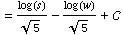 = log(s)/√5 − log(w)/√5 + C